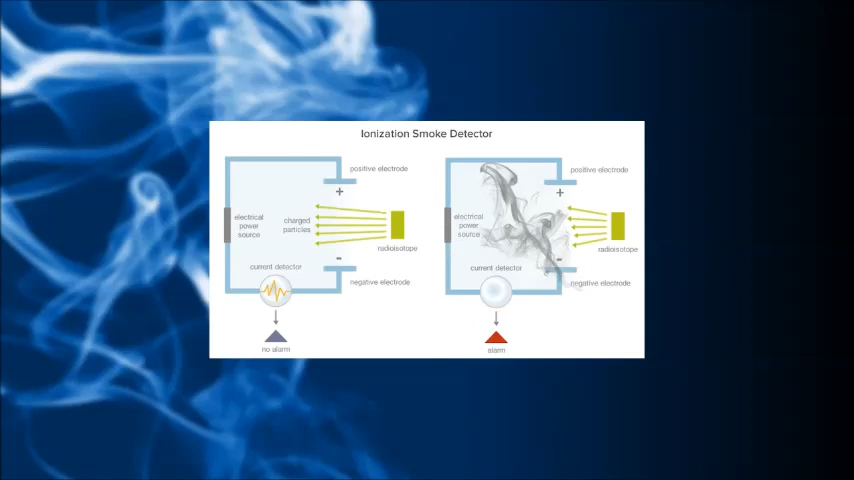 Ionization Smoke Detector
positive electrode
+
electrical
power
source
charged
particles
radioisotope
-
current detector
negative electrode
no alarm
positive electrode
+
electrical
power
source
radioisotope
-
current detector
negative electrode
alarm